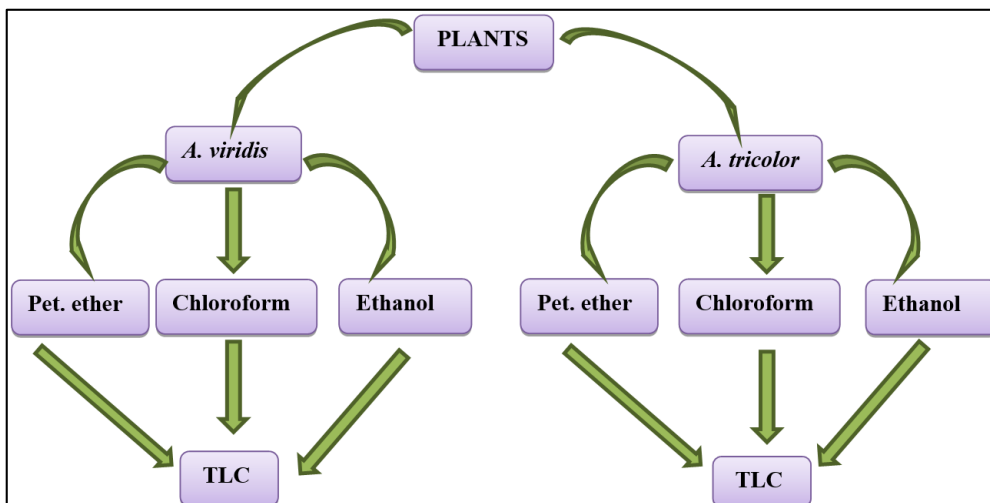 PLANTS
A. viridis
A. tricolor
Pet. ether
Chloroform
Ethanol
Pet. ether
Chloroform
Ethanol
TLC
TLC